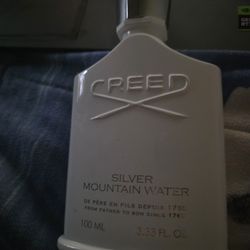 CREED
SILVER
MOUNTAIN WATER
DE PÈRE EN FILS DEPUIS 1760
FROM FATHER TO SON SINCE 1760
100 ML 3.33 FL. OZ